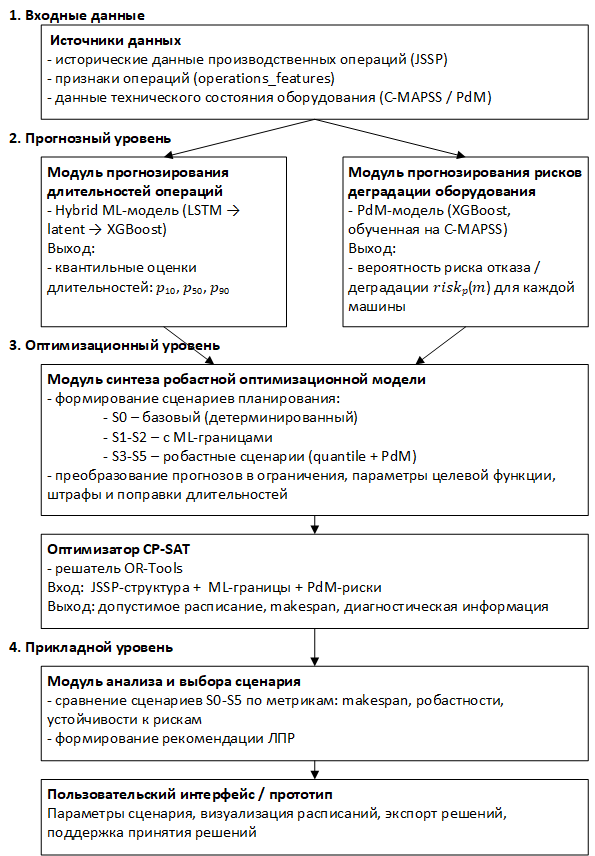 1. Входные данные
Источники данных
- исторические данные производственных операций (JSSP)
- признаки операций (operations_features)
- данные технического состояния оборудования (C-MAPSS / PdM)
2. Прогнозный уровень
Модуль прогнозирования
длительностей операций
- Hybrid ML-модель (LSTM →
latent → XGBoost)
Выход:
- квантильные оценки
длительностей: p₁₀, p₅₀, p₉₀
Модуль прогнозирования рисков
деградации оборудования
- PdM-модель (XGBoost,
обученная на C-MAPSS)
Выход:
- вероятность риска отказа /
деградации riskₚ(m) для каждой
машины
3. Оптимизационный уровень
Модуль синтеза робастной оптимизационной модели
- формирование сценариев планирования:
- S0 – базовый (детерминированный)
- S1-S2 – с ML-границами
- S3-S5 – робастные сценарии (quantile + PdM)
- преобразование прогнозов в ограничения, параметры целевой функции,
штрафы и поправки длительностей
Оптимизатор CP-SAT
- решатель OR-Tools
Вход: JSSP-структура + ML-границы + PdM-риски
Выход: допустимое расписание, makespan, диагностическая информация
4. Прикладной уровень
Модуль анализа и выбора сценария
- сравнение сценариев S0-S5 по метрикам: makespan, робастности,
устойчивости к рискам
- формирование рекомендации ЛПР
Пользовательский интерфейс / прототип
Параметры сценария, визуализация расписаний, экспорт решений,
поддержка принятия решений